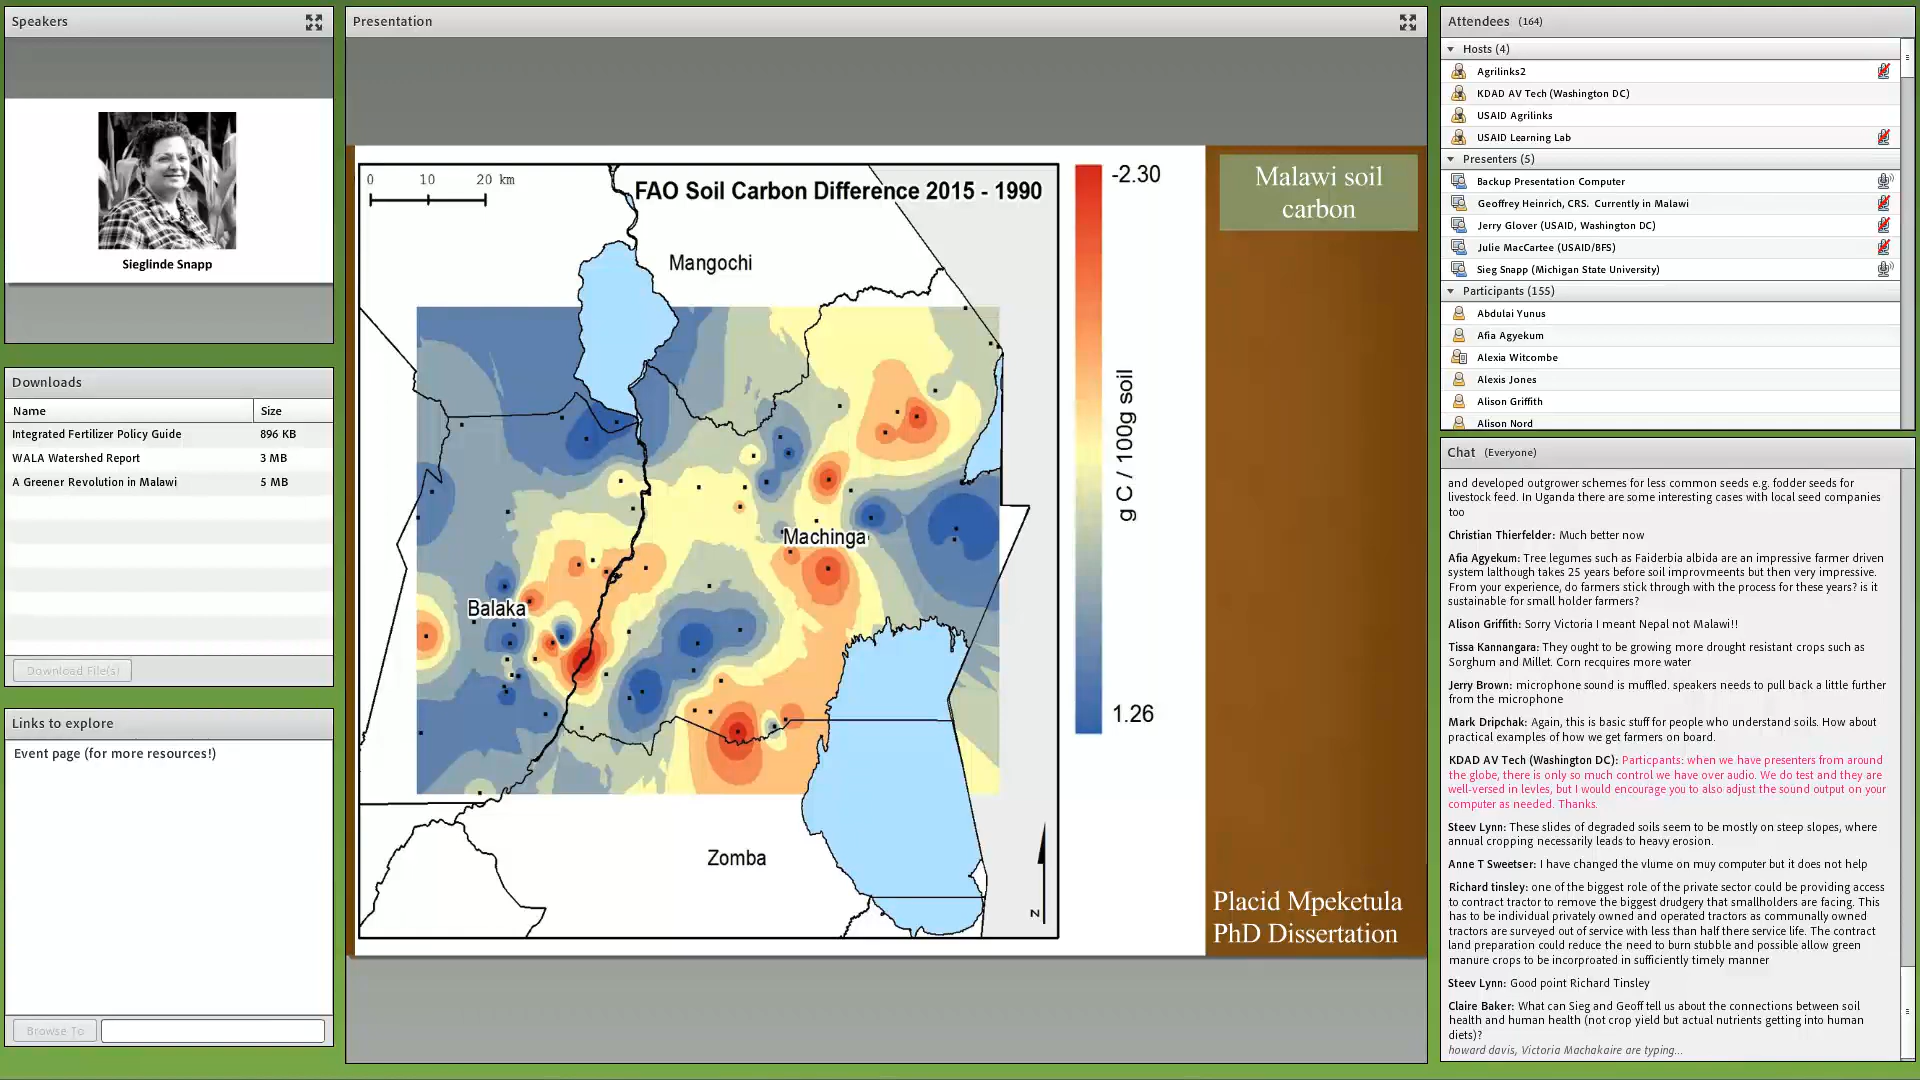 Speakers
Sieglinde Snapp
Downloads
Name Size
Integrated Fertilizer Policy Guide 896 KB
WALA Watershed Report 3 MB
A Greener Revolution in Malawi 5 MB
Download File(s)
Links to explore
Event page (for more resources!)
Browse To
Presentation
0 10 20 km
FAO Soil Carbon Difference 2015 - 1990
Mangochi
Machinga
Balaka
Zomba
N
-2.30
g C / 100g soil
1.26
Malawi soil
carbon
Placid Mpeketula
PhD Dissertation
Attendees (164)
Hosts (4)
Agrilinks2
KDAD AV Tech (Washington DC)
USAID Agrilinks
USAID Learning Lab
Presenters (5)
Backup Presentation Computer
Geoffrey Heinrich, CRS. Currently in Malawi
Jerry Glover (USAID, Washington DC)
Julie MacCartee (USAID/BFS)
Sieg Snapp (Michigan State University)
Participants (155)
Abdulai Yunus
Afia Agyekum
Alexia Witcombe
Alexis Jones
Alison Griffith
Alison Nord
Chat (Everyone)
and developed outgrower schemes for less common seeds e.g. fodder seeds for
livestock feed. In Uganda there are some interesting cases with local seed companies
too
Christian Thierfelder: Much better now
Afia Agyekum: Tree legumes such as Faiderbia albida are an impressive farmer driven
system lalthough takes 25 years before soil improvmeents but then very impressive.
From your experience, do farmers stick through with the process for these years? is it
sustainable for small holder farmers?
Alison Griffith: Sorry Victoria I meant Nepal not Malawi!!
Tissa Kannangara: They ought to be growing more drought resistant crops such as
Sorghum and Millet. Corn recquires more water
Jerry Brown: microphone sound is muffled. speakers needs to pull back a little further
from the microphone
Mark Dripchak: Again, this is basic stuff for people who understand soils. How about
practical examples of how we get farmers on board.
KDAD AV Tech (Washington DC): Particpants: when we have presenters from around
the globe, there is only so much control we have over audio. We do test and they are
well-versed in levles, but I would encourage you to also adjust the sound output on your
computer as needed. Thanks.
Steev Lynn: These slides of degraded soils seem to be mostly on steep slopes, where
annual cropping necessarily leads to heavy erosion.
Anne T Sweetser: I have changed the vlume on muy computer but it does not help
Richard tinsley: one of the biggest role of the private sector could be providing access
to contract tractor to remove the biggest drudgery that smallholders are facing. This
has to be individual privately owned and operated tractors as communally owned
tractors are surveyed out of service with less than half there service life. The contract
land preparation could reduce the need to burn stubble and possible allow green
manure crops to be incorproated in sufficiently timely manner
Steev Lynn: Good point Richard Tinsley
Claire Baker: What can Sieg and Geoff tell us about the connections between soil
health and human health (not crop yield but actual nutrients getting into human
diets)?
howard davis, Victoria Machakaire are typing...